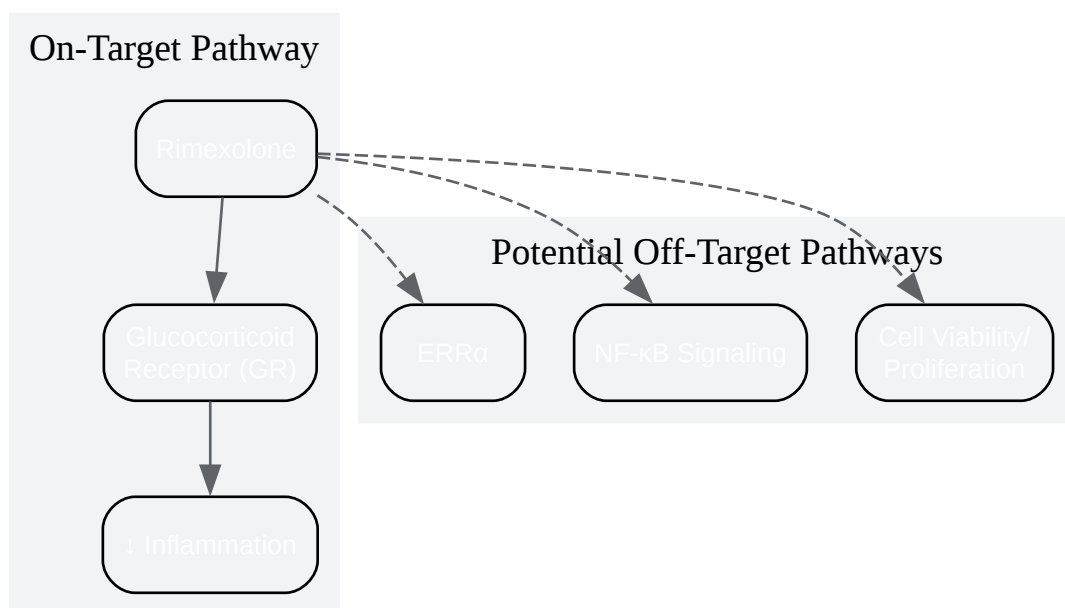 On-Target Pathway
Rimexolone
Glucocorticoid
Receptor (GR)
↓ Inflammation
Potential Off-Target Pathways
ERRα
NF-κB Signaling
Cell Viability/
Proliferation